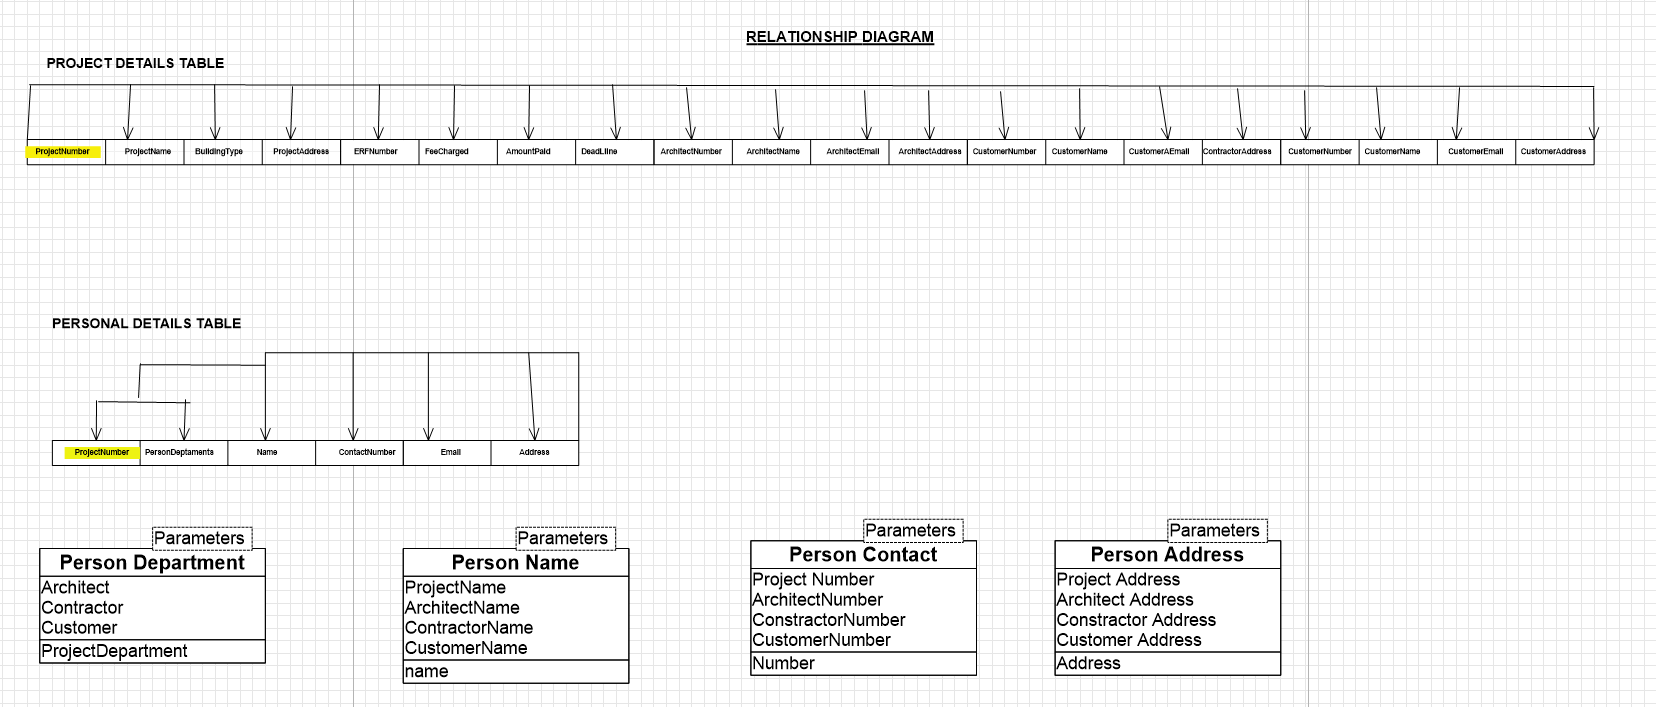 RELATIONSHIP DIAGRAM
PROJECT DETAILS TABLE
ProjectNumber ProjectName BuildingType ProjectAddress ERFNumber FeeCharged AmountPaid DeadLIine ArchitectNumber ArchitectName ArchitectEmail ArchitectAddress CustomerNumber CustomerName CustomerAEmail ContractorAddress CustomerNumber CustomerName CustomerEmail CustomerAddress
PERSONAL DETAILS TABLE
ProjectNumber PersonDeptaments Name ContactNumber Email Address
Parameters
Person Department
Architect
Contractor
Customer
ProjectDepartment
Parameters
Person Name
ProjectName
ArchitectName
ContractorName
CustomerName
name
Parameters
Person Contact
Project Number
ArchitectNumber
ConstractorNumber
CustomerNumber
Number
Parameters
Person Address
Project Address
Architect Address
Constractor Address
Customer Address
Address